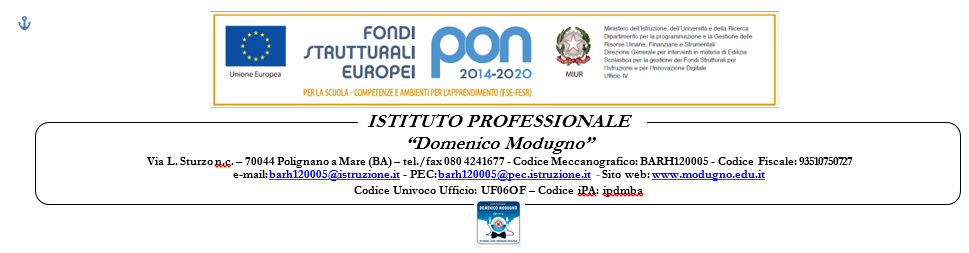 FONDI
STRUTTURALI
EUROPEI
pon
2014-2020
Unione Europea
MIUR
Ministero dell'Istruzione, dell'Università e della Ricerca
Dipartimento per la programmazione e la Gestione delle
Risorse Umane, Finanziarie e Strumentali
Direzione Generale per interventi in materia di Edilizia
Scolastica per la gestione dei Fondi Strutturali per
l'Istruzione e per l'Innovazione Digitale
Ufficio IV
PER LA SCUOLA - COMPETENZE E AMBIENTI PER L'APPRENDIMENTO (FSE-FESR)
ISTITUTO PROFESSIONALE
“Domenico Modugno”
Via L. Sturzo n.c. – 70044 Polignano a Mare (BA) – tel./fax 080 4241677 - Codice Meccanografico: BARH120005 - Codice Fiscale: 93510750727
e-mail: barh120005@istruzione.it - PEC: barh120005@pec.istruzione.it - Sito web: www.modugno.edu.it
Codice Univoco Ufficio: UF06OF – Codice iPA: ipdmba
DOMENICO MODUGNO